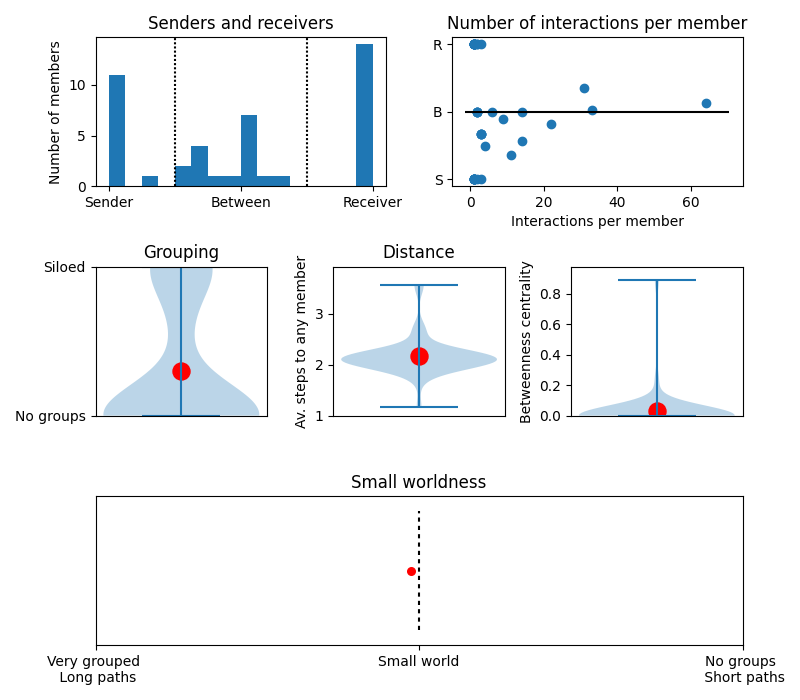 Senders and receivers
Number of members
10
5
0
Sender
Between
Receiver
Number of interactions per member
R
B
S
0
20
40
60
Interactions per member
Grouping
Siloed
No groups
Distance
Av. steps to any member
3
2
1
Betweenness centrality
0.8
0.6
0.4
0.2
0.0
Small worldness
Very grouped
Long paths
Small world
No groups
Short paths